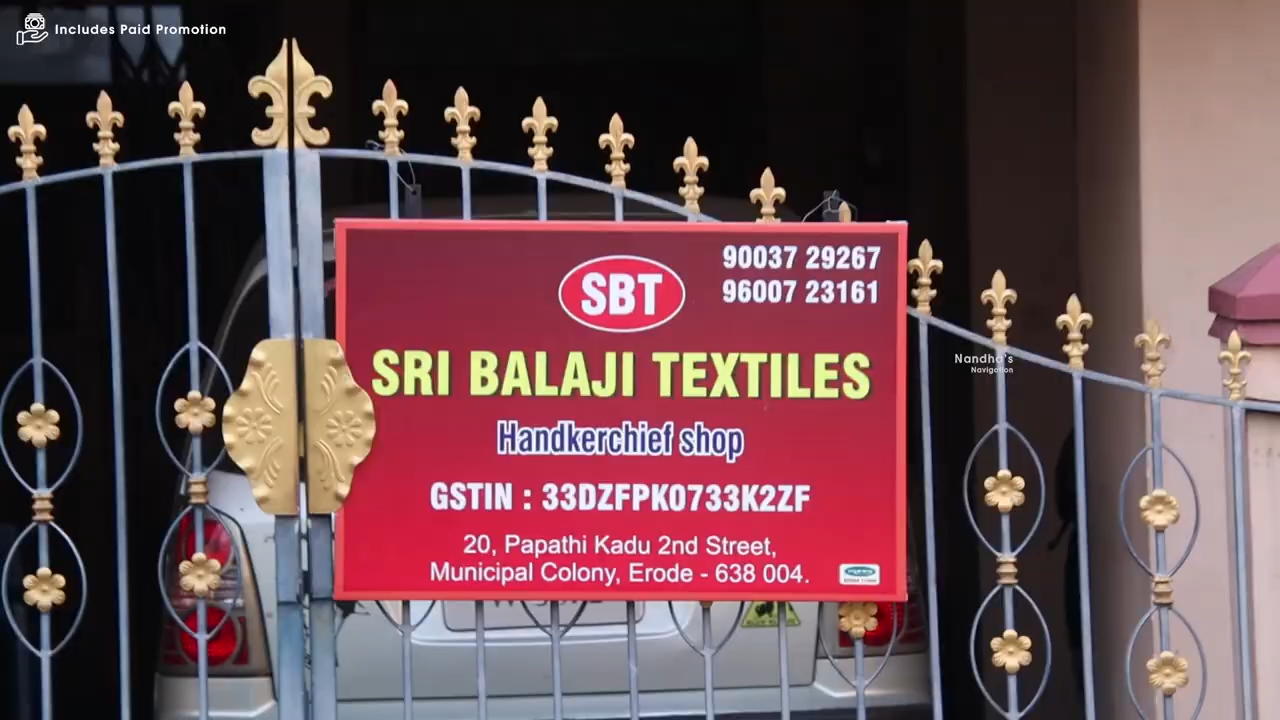 Includes Paid Promotion
SBT
90037 29267
96007 23161
SRI BALAJI TEXTILES
Handkerchief shop
GSTIN : 33DZFPK0733K2ZF
20, Papathi Kadu 2nd Street,
Municipal Colony, Erode - 638 004.
Nandha's
Navigation